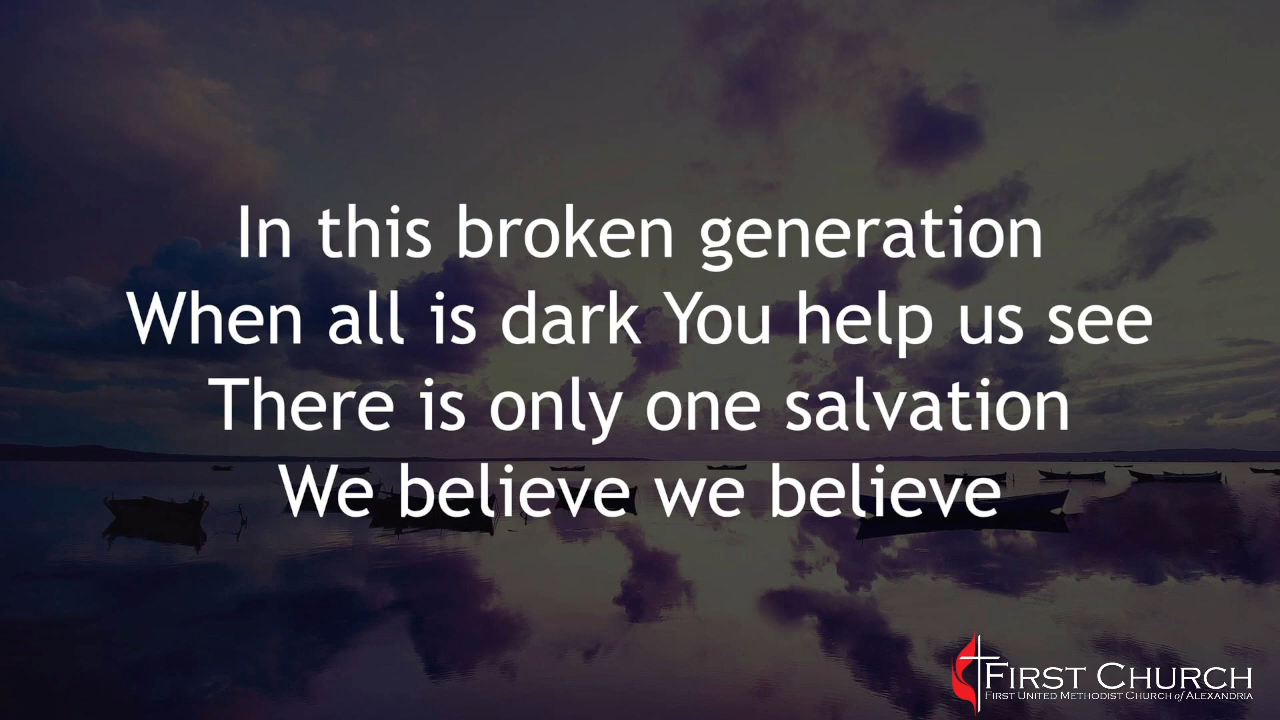 In this broken generation
When all is dark You help us see
There is only one salvation
We believe we believe
FIRST CHURCH
FIRST UNITED METHODIST CHURCH of ALEXANDRIA